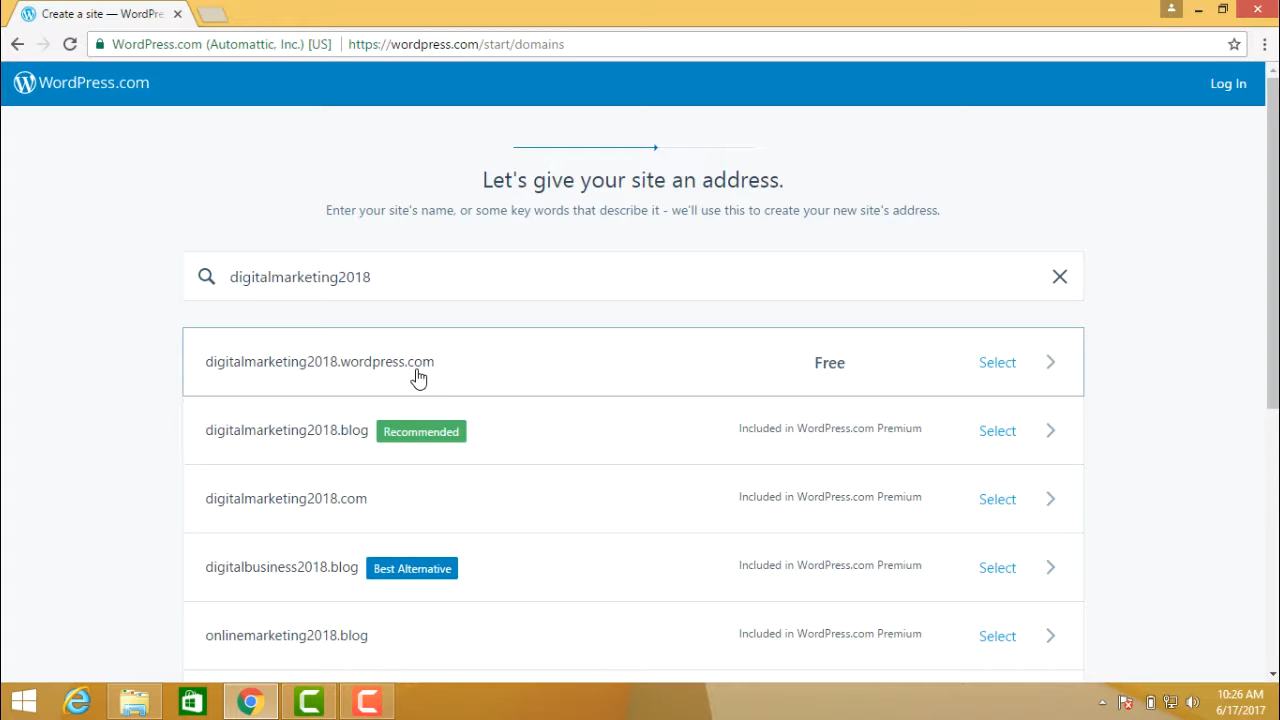 Create a site — WordPre
WordPress.com (Automattic, Inc.) [US] https://wordpress.com/start/domains
WordPress.com
Log In
Let's give your site an address.
Enter your site's name, or some key words that describe it - we'll use this to create your new site's address.
digitalmarketing2018
digitalmarketing2018.wordpress.com Free Select
digitalmarketing2018.blog Recommended Included in WordPress.com Premium Select
digitalmarketing2018.com Included in WordPress.com Premium Select
digitalbusiness2018.blog Best Alternative Included in WordPress.com Premium Select
onlinemarketing2018.blog Included in WordPress.com Premium Select
10:26 AM
6/17/2017